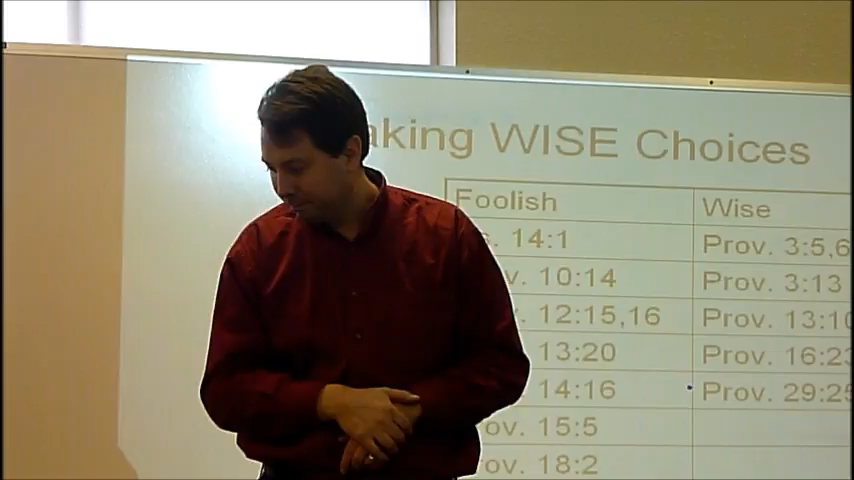 aking WISE Choices
Foolish Wise
s. 14:1 Prov. 3:5,6
v. 10:14 Prov. 3:13
. 12:15,16 Prov. 13:10
13:20 Prov. 16:23
14:16 Prov. 29:25
ov. 15:5
ov. 18:2